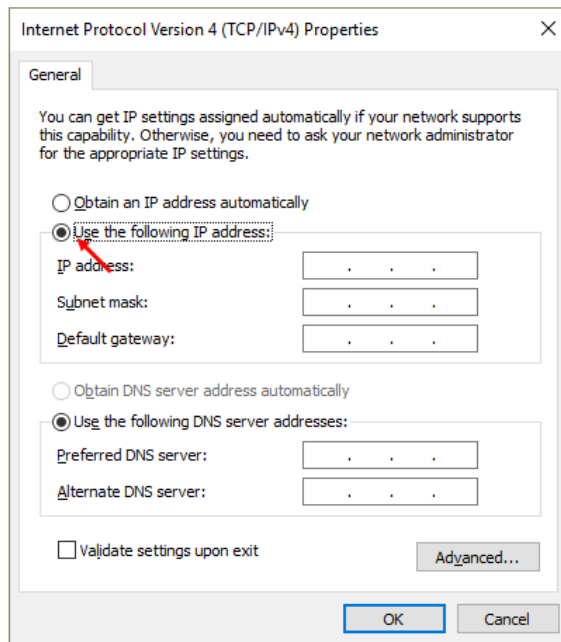 Internet Protocol Version 4 (TCP/IPv4) Properties
General
You can get IP settings assigned automatically if your network supports
this capability. Otherwise, you need to ask your network administrator
for the appropriate IP settings.
Obtain an IP address automatically
Use the following IP address:
IP address:
Subnet mask:
Default gateway:
Obtain DNS server address automatically
Use the following DNS server addresses:
Preferred DNS server:
Alternate DNS server:
Validate settings upon exit
Advanced...
OK
Cancel